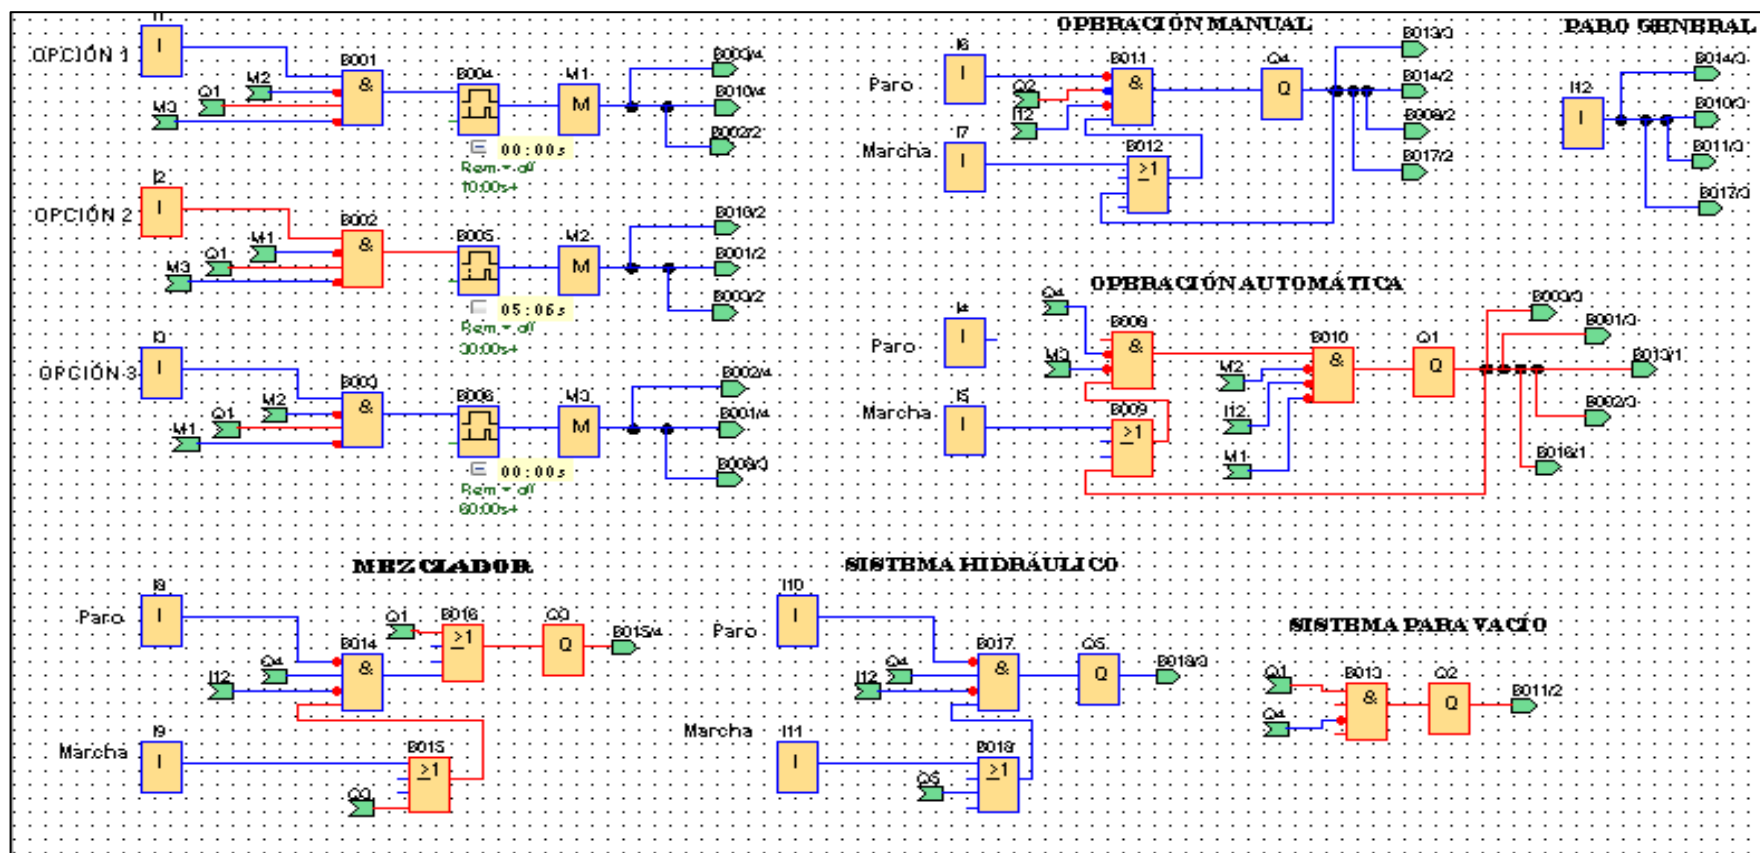 I1
I
OPCIÓN 1
M2
Q1
M3
B001
&
B004
M1
M
B003/4
B010/4
B002/2
00:00s
Rem = off
10:00s+
I2
I
OPCIÓN 2
M1
Q1
M3
B002
&
B005
M2
M
B010/2
B001/2
B003/2
05:06s
Rem = off
30:00s+
I3
I
OPCIÓN 3
M2
Q1
M1
B003
&
B006
M3
M
B002/4
B001/4
B008/3
00:00s
Rem = off
60:00s+
OPERACIÓN MANUAL
I6
I
Paro
Q2
I12
B011
&
Q4
Q
B013/3
B014/2
B008/2
B017/2
I7
I
Marcha
B012
≥1
PARO GENERAL
I12
I
B014/3
B010/3
B011/3
B017/3
OPERACIÓN AUTOMÁTICA
Q4
I4
I
Paro
M3
B008
&
M2
I12
M1
B010
&
Q1
Q
B003/3
B001/3
B013/1
B002/3
B016/1
I5
I
Marcha
B009
≥1
MEZCLADOR
I8
I
Paro
Q4
I12
B014
&
Q1
B016
≥1
Q3
Q
B015/4
I9
I
Marcha
B015
≥1
Q3
SISTEMA HIDRÁULICO
I10
I
Paro
Q4
I12
B017
&
Q5
Q
B018/3
I11
I
Marcha
B018
≥1
Q5
SISTEMA PARA VACÍO
Q1
Q4
B013
&
Q2
Q
B011/2